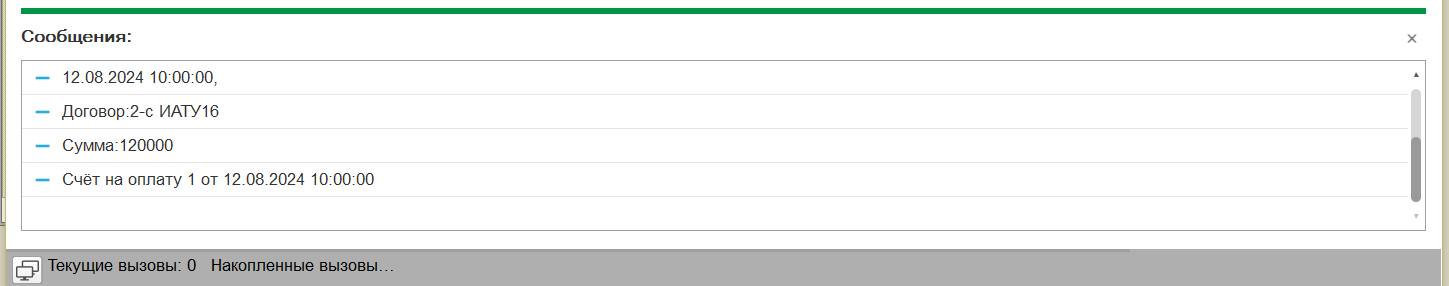 Сообщения:
12.08.2024 10:00:00,
Договор:2-с ИАТУ16
Сумма:120000
Счёт на оплату 1 от 12.08.2024 10:00:00
Текущие вызовы: 0 Накопленные вызовы…